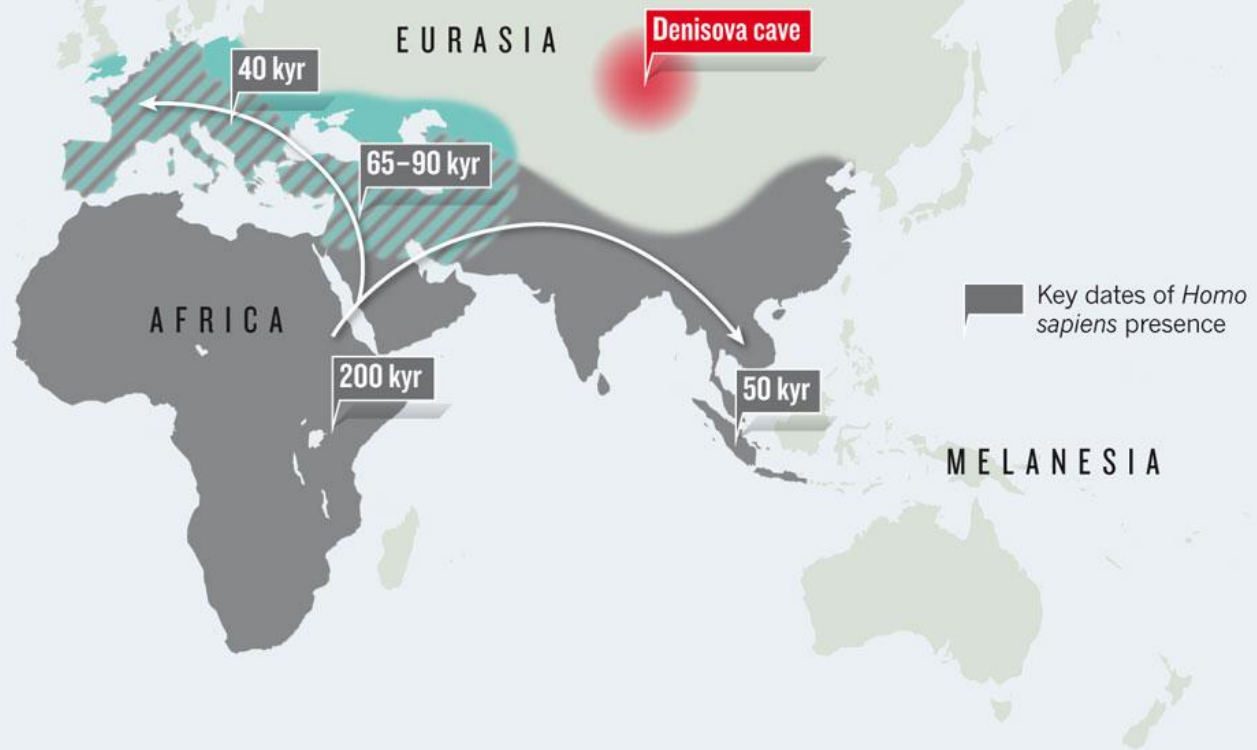 Denisova cave
EURASIA
40 kyr
65–90 kyr
Key dates of Homo
sapiens presence
AFRICA
200 kyr
50 kyr
MELANESIA